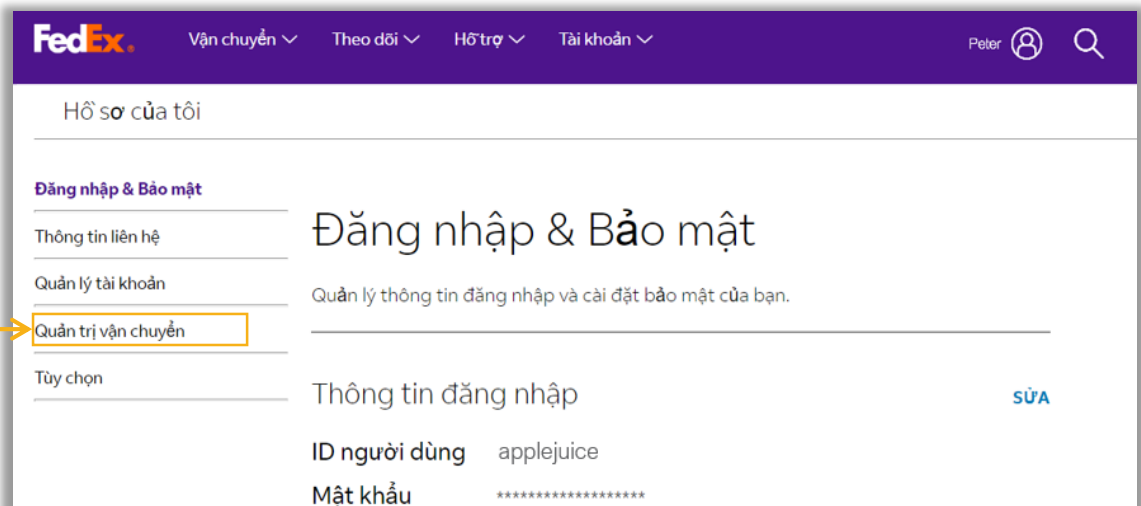 FedEx. Vận chuyển Theo dõi Hỗ trợ Tài khoản Peter
Hồ sơ của tôi
Đăng nhập & Bảo mật
Thông tin liên hệ
Quản lý tài khoản
Quản trị vận chuyển
Tùy chọn
Đăng nhập & Bảo mật
Quản lý thông tin đăng nhập và cài đặt bảo mật của bạn.
Thông tin đăng nhập SỬA
ID người dùng applejuice
Mật khẩu *******************